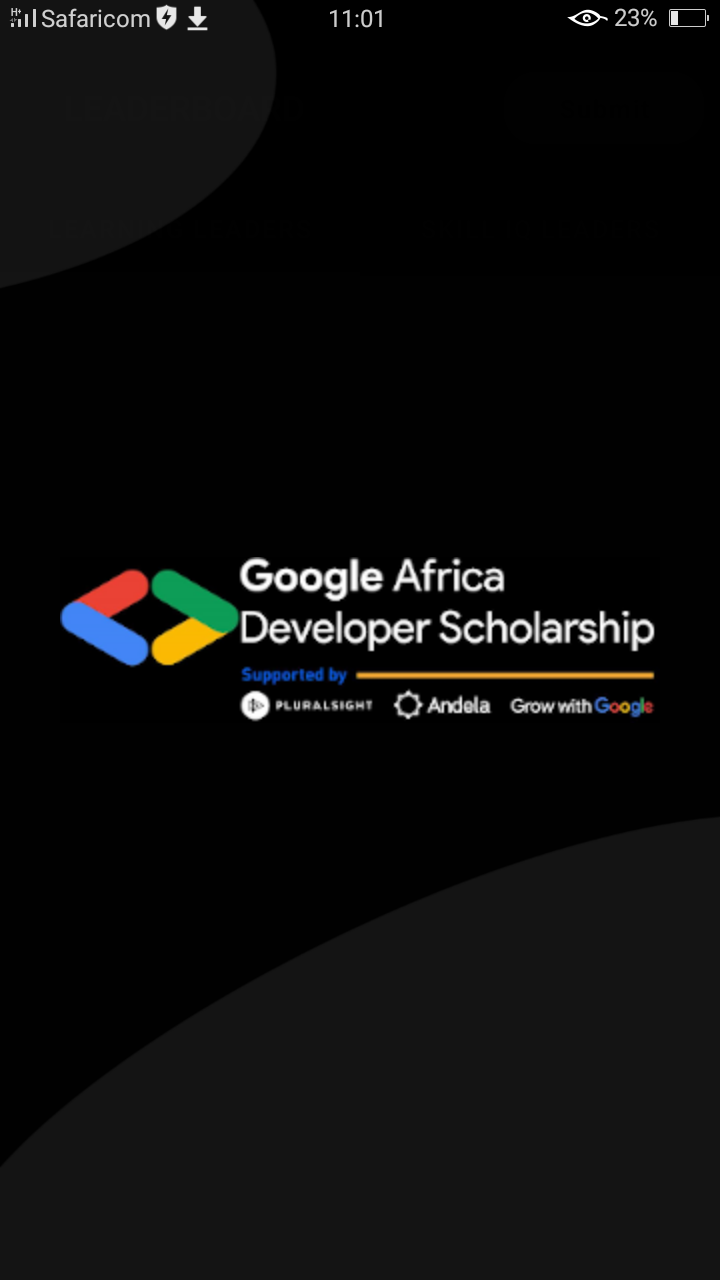 H+ Safaricom 11:01 23%
Google Africa
Developer Scholarship
Supported by
PLURALSIGHT Andela Grow with Google